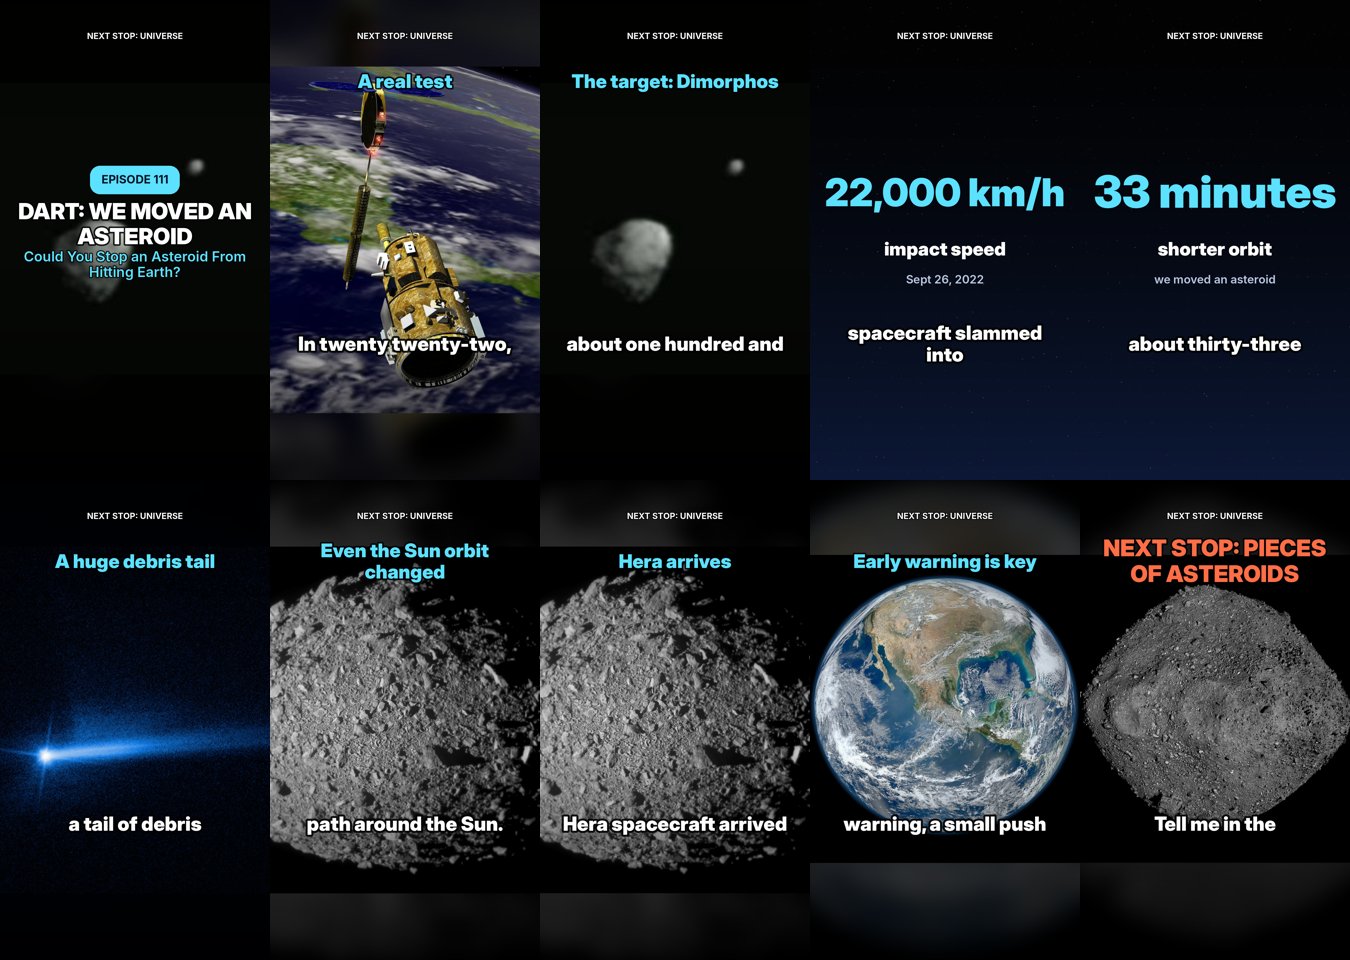 NEXT STOP: UNIVERSE
EPISODE 111
DART: WE MOVED AN
ASTEROID
Could You Stop an Asteroid From
Hitting Earth?
NEXT STOP: UNIVERSE
A real test
In twenty twenty-two,
NEXT STOP: UNIVERSE
The target: Dimorphos
about one hundred and
NEXT STOP: UNIVERSE
22,000 km/h
impact speed
Sept 26, 2022
spacecraft slammed
into
NEXT STOP: UNIVERSE
33 minutes
shorter orbit
we moved an asteroid
about thirty-three
NEXT STOP: UNIVERSE
A huge debris tail
a tail of debris
NEXT STOP: UNIVERSE
Even the Sun orbit
changed
path around the Sun.
NEXT STOP: UNIVERSE
Hera arrives
Hera spacecraft arrived
NEXT STOP: UNIVERSE
Early warning is key
warning, a small push
NEXT STOP: UNIVERSE
NEXT STOP: PIECES
OF ASTEROIDS
Tell me in the